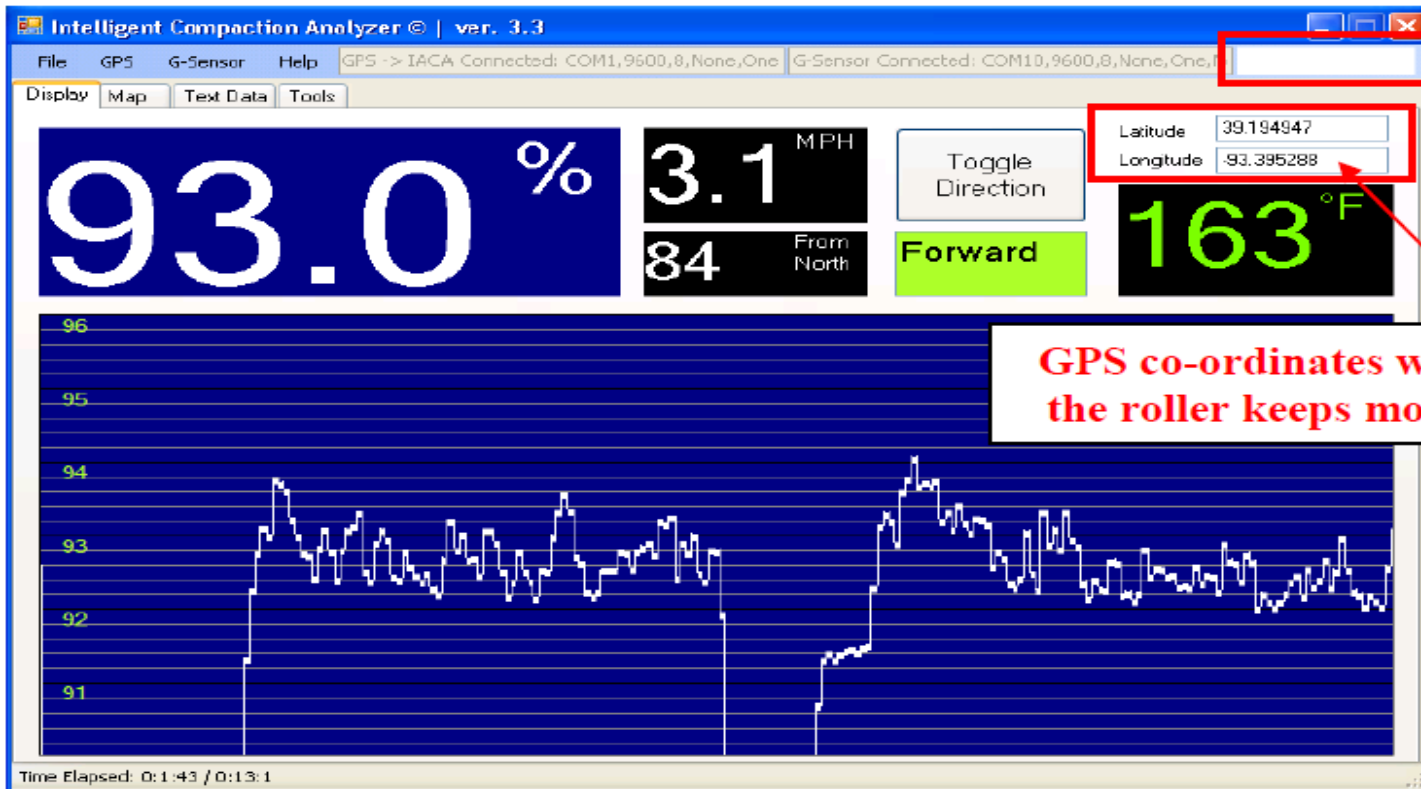 Intelligent Compaction Analyzer © | ver. 3.3
File GPS G-Sensor Help GPS -> IACA Connected: COM1,9600,8,None,One G-Sensor Connected: COM10,9600,8,None,One,
Display Map Text Data Tools
93.0 %
3.1 MPH
84 From North
Toggle Direction
Forward
Latitude 39.194947
Longitude -93.395288
163 °F
GPS co-ordinates w
the roller keeps mo
96
95
94
93
92
91
Time Elapsed: 0:1:43 / 0:13:1